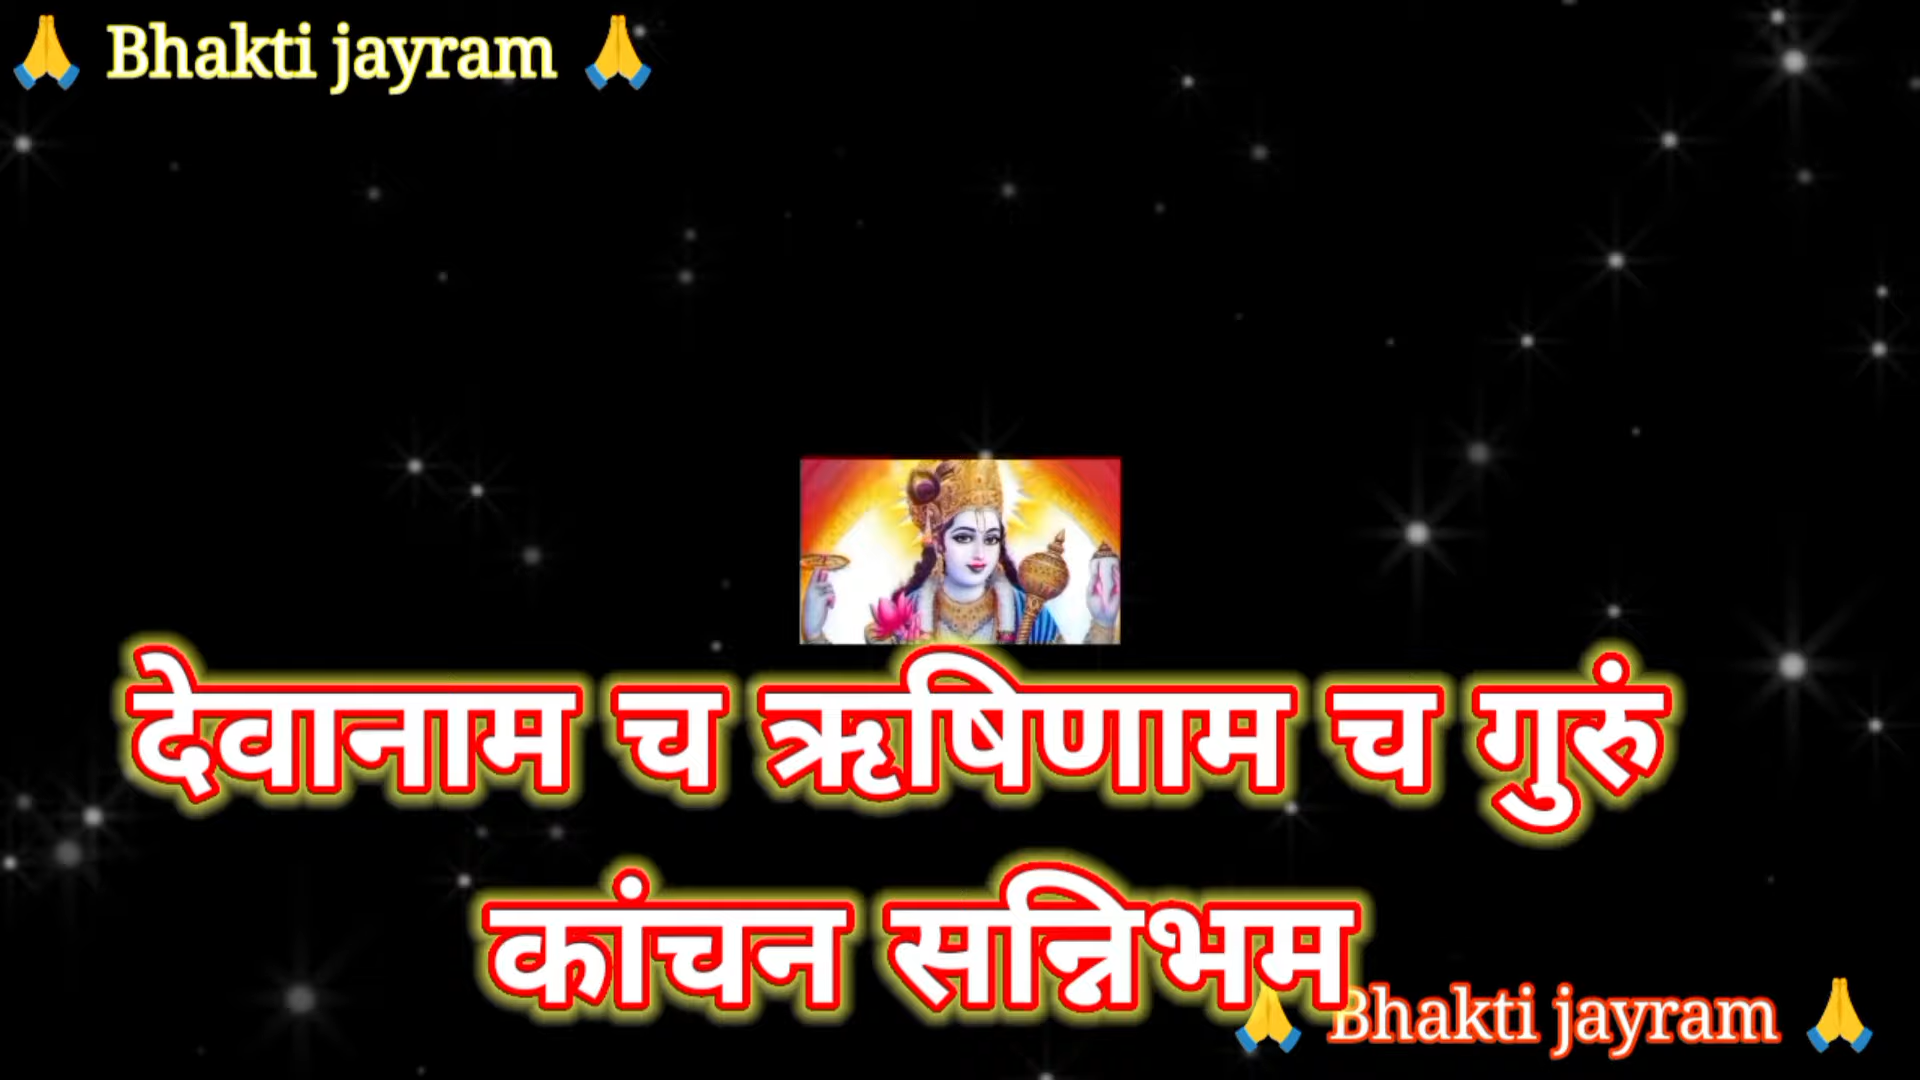 🙏 Bhakti jayram 🙏
देवानाम च ऋषिणाम च गुरुं
कांचन सन्निभम
🙏 Bhakti jayram 🙏